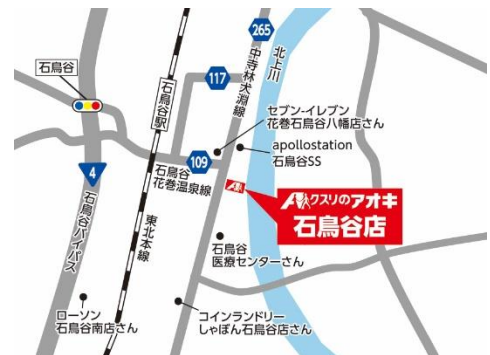 265
北上川
中寺林犬淵線
石鳥谷
117
石鳥谷駅
セブン-イレブン
花巻石鳥谷八幡店さん
apollostation
石鳥谷SS
109
石鳥谷
花巻温泉線
4
石鳥谷バイパス
クスリのアオキ
石鳥谷店
東北本線
石鳥谷
医療センターさん
ローソン
石鳥谷南店さん
コインランドリー
しゃぼん石鳥谷店さん